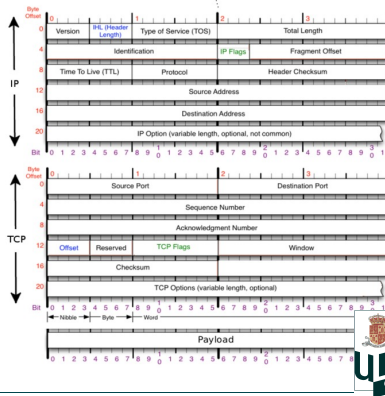 Byte
Offset 0 1 2 3
0 Version IHL (Header Length) Type of Service (TOS) Total Length
4 Identification IP Flags Fragment Offset
8 Time To Live (TTL) Protocol Header Checksum
IP
12 Source Address
16 Destination Address
20 IP Option (variable length, optional, not common)
Bit 0 1 2 3 4 5 6 7 8 9 1 0 1 2 3 4 5 6 7 8 9 2 0 1 2 3 4 5 6 7 8 9 3 0 1
Byte
Offset 0 1 2 3
0 Source Port Destination Port
4 Sequence Number
8 Acknowledgment Number
TCP
12 Offset Reserved TCP Flags Window
16 Checksum
20 TCP Options (variable length, optional)
Bit 0 1 2 3 4 5 6 7 8 9 1 0 1 2 3 4 5 6 7 8 9 2 0 1 2 3 4 5 6 7 8
Nibble Byte Word
Payload
0 1 2 3 4 5 6 7 8 9 1 0 1 2 3 4 5 6 7 8 9 2 0 1 2 3 4 5 6 7 8